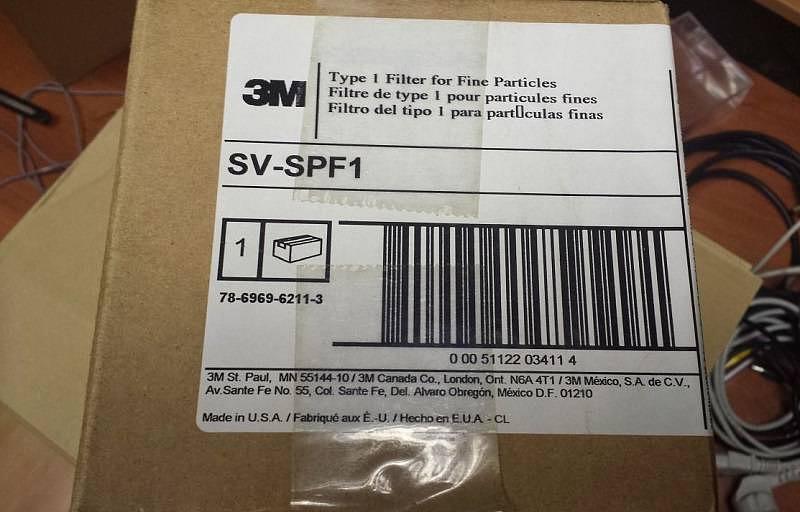 3M
Type 1 Filter for Fine Particles
Filtre de type 1 pour particules fines
Filtro del tipo 1 para part▯culas finas
SV-SPF1
1
78-6969-6211-3
0 00 51122 03411 4
3M St. Paul, MN 55144-10 / 3M Canada Co., London, Ont. N6A 4T1 / 3M México, S.A. de C.V.,
Av.Sante Fe No. 55, Col. Sante Fe, Del. Alvaro Obregón, México D.F. 01210
Made in U.S.A. / Fabriqué aux É.-U. / Hecho en E.U.A. - CL